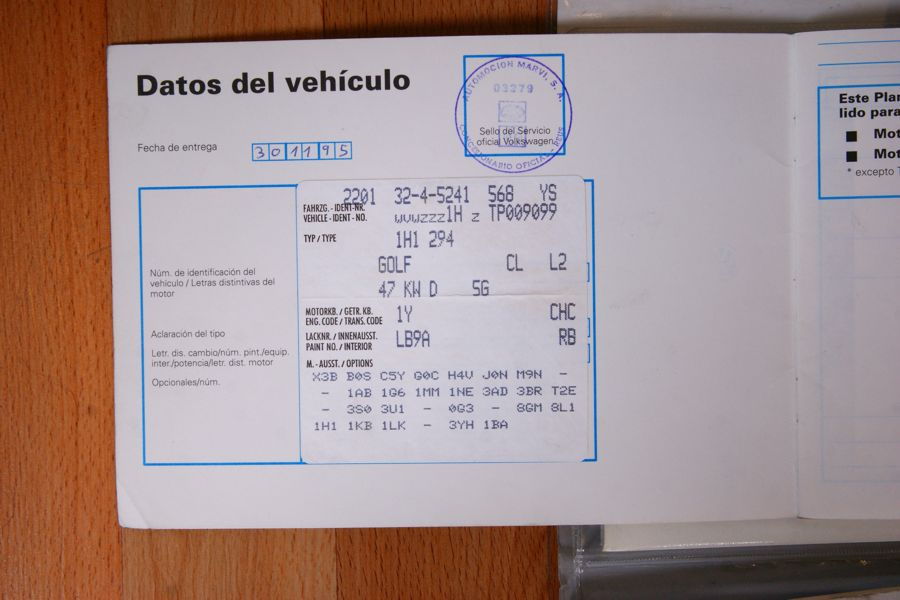 Datos del vehículo
AUTOMOCION MARVI, S. A.
03279
Sello del Servicio
oficial Volkswagen
CONCESIONARIO OFICIAL - REUS
Fecha de entrega 301195
2201 32-4-5241 568 YS
FAHRZG.-IDENT-NR.
VEHICLE-IDENT-NO. WVWZZZ1H Z TP009099
TYP/TYPE 1H1 294
GOLF CL L2
47 KW D 5G
MOTORKB./GETR. KB.
ENG. CODE/TRANS. CODE 1Y CHC
LACKNR./INNENAUSST.
PAINT NO./INTERIOR LB9A RB
M.-AUSST./OPTIONS
X3B B0S C5Y G0C H4V J0N M9N -
- 1AB 1G6 1MM 1NE 3AD 3BR T2E
- 3S0 3U1 - 0G3 - 8GM 8L1
1H1 1KB 1LK - 3YH 1BA
Núm. de identificación del
vehículo / Letras distintivas del
motor
Aclaración del tipo
Letr. dis. cambio/núm. pint./equip.
inter./potencia/letr. dist. motor
Opcionales/núm.
Este Plan
lido para
■ Mot
■ Mot
* excepto T